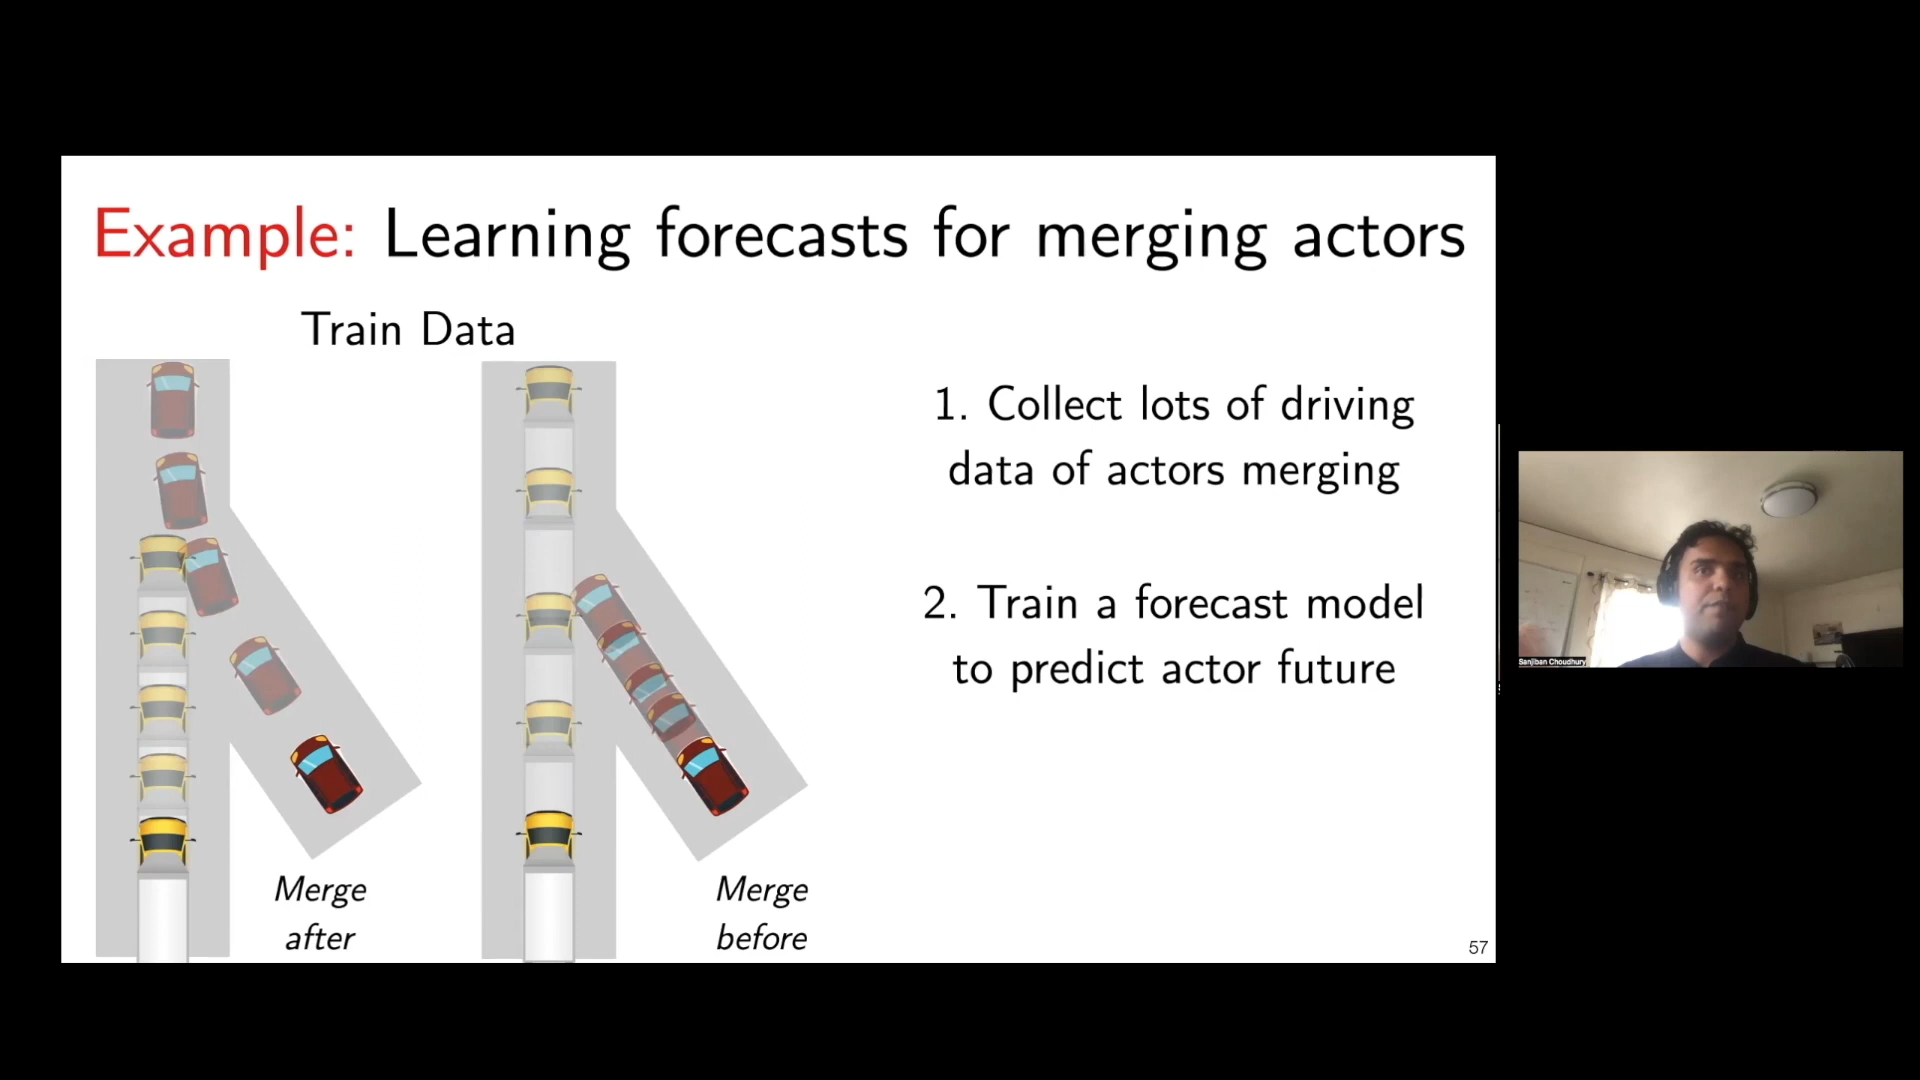 Example: Learning forecasts for merging actors
Train Data
1. Collect lots of driving
data of actors merging
2. Train a forecast model
to predict actor future
Merge
after
Merge
before
57
Sanjiban Choudhury